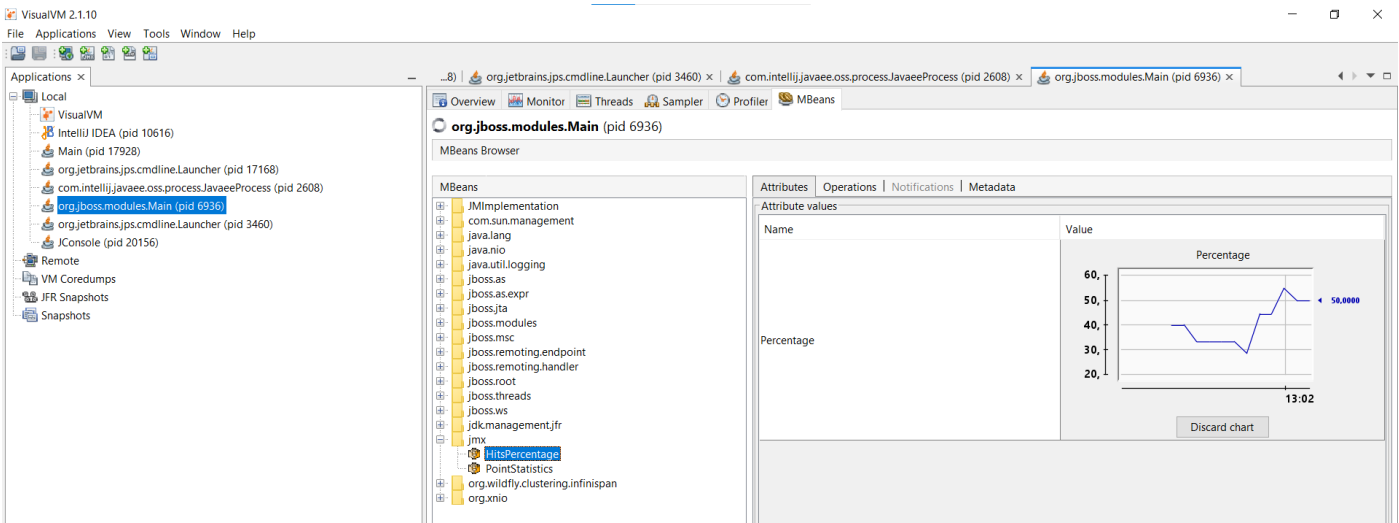 VisualVM 2.1.10
File Applications View Tools Window Help
Applications
Local
VisualVM
IntelliJ IDEA (pid 10616)
Main (pid 17928)
org.jetbrains.jps.cmdline.Launcher (pid 17168)
com.intellij.javaee.oss.process.JavaeeProcess (pid 2608)
org.jboss.modules.Main (pid 6936)
org.jetbrains.jps.cmdline.Launcher (pid 3460)
JConsole (pid 20156)
Remote
VM Coredumps
JFR Snapshots
Snapshots
...8) org.jetbrains.jps.cmdline.Launcher (pid 3460) com.intellij.javaee.oss.process.JavaeeProcess (pid 2608) org.jboss.modules.Main (pid 6936)
Overview Monitor Threads Sampler Profiler MBeans
org.jboss.modules.Main (pid 6936)
MBeans Browser
MBeans
JMImplementation
com.sun.management
java.lang
java.nio
java.util.logging
jboss.as
jboss.as.expr
jboss.jta
jboss.modules
jboss.msc
jboss.remoting.endpoint
jboss.remoting.handler
jboss.root
jboss.threads
jboss.ws
jdk.management.jfr
jmx
HitsPercentage
PointStatistics
org.wildfly.clustering.infinispan
org.xnio
Attributes Operations Notifications Metadata
Attribute values
Name Value
Percentage
Percentage
60,
50,
40,
30,
20,
50,0000
13:02
Discard chart